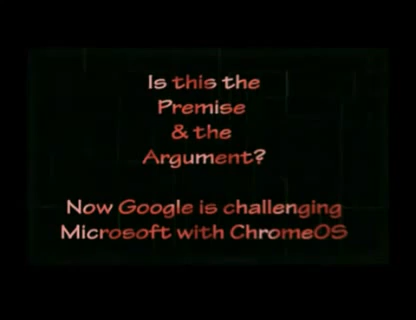 Is this the
Premise
& the
Argument?
Now Google is challenging
Microsoft with ChromeOS